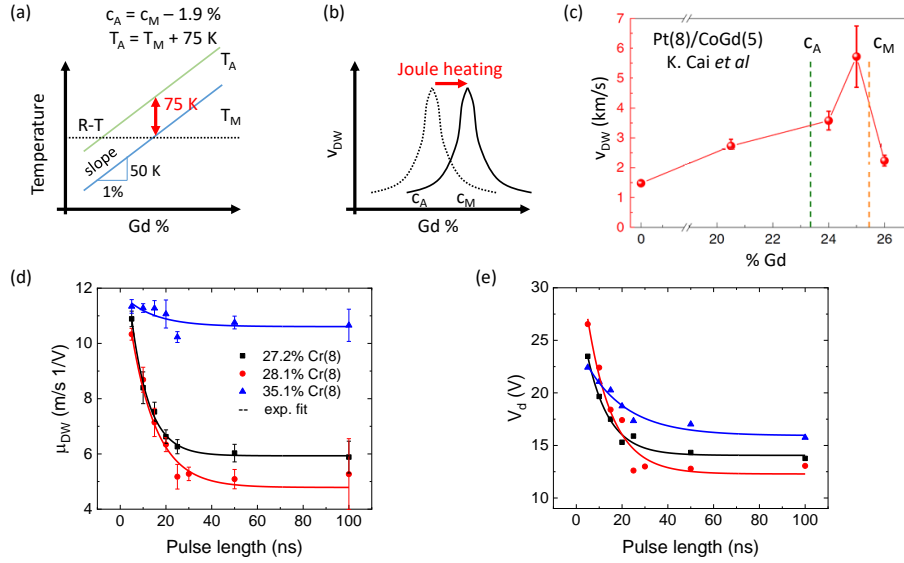 (a)
c_A = c_M – 1.9 %
T_A = T_M + 75 K
T_A
75 K
T_M
R-T
slope
50 K
1%
Temperature
Gd %
(b)
Joule heating
v_DW
c_A
c_M
Gd %
(c)
Pt(8)/CoGd(5)
K. Cai et al
c_A
c_M
v_DW (km/s)
7
6
5
4
3
2
1
0
0
20
22
24
26
% Gd
(d)
μ_DW (m/s 1/V)
12
10
8
6
4
27.2% Cr(8)
28.1% Cr(8)
35.1% Cr(8)
exp. fit
0
20
40
60
80
100
Pulse length (ns)
(e)
V_d (V)
25
20
15
10
0
20
40
60
80
100
Pulse length (ns)